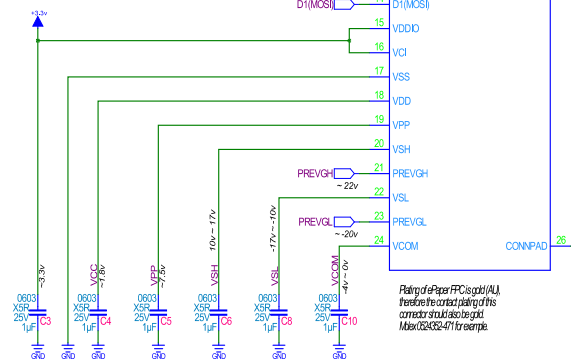 +3.3v
D1(MOSI)
14
D1(MOSI)
15
VDDIO
16
VCI
17
VSS
18
VDD
19
VPP
20
VSH
PREVGH
21
PREVGH
~ 22v
22
VSL
PREVGL
23
PREVGL
~ -20v
24
VCOM
CONNPAD
26
~3.3v
VCC
~1.8v
VPP
~7.5v
VSH
10v ~ 17v
VSL
-17v ~ -10v
VCOM
-4v ~ 0v
0603
X5R
25V
1µF
C3
0603
X5R
25V
1µF
C4
0603
X5R
25V
1µF
C5
0603
X5R
25V
1µF
C6
0603
X5R
25V
1µF
C8
0603
X5R
25V
1µF
C10
GND
GND
GND
GND
GND
GND
GND
Plating of ePaper FPC is gold (AU),
therefore the contact plating of this
connector should also be gold.
Molex 0524352-471 for example.